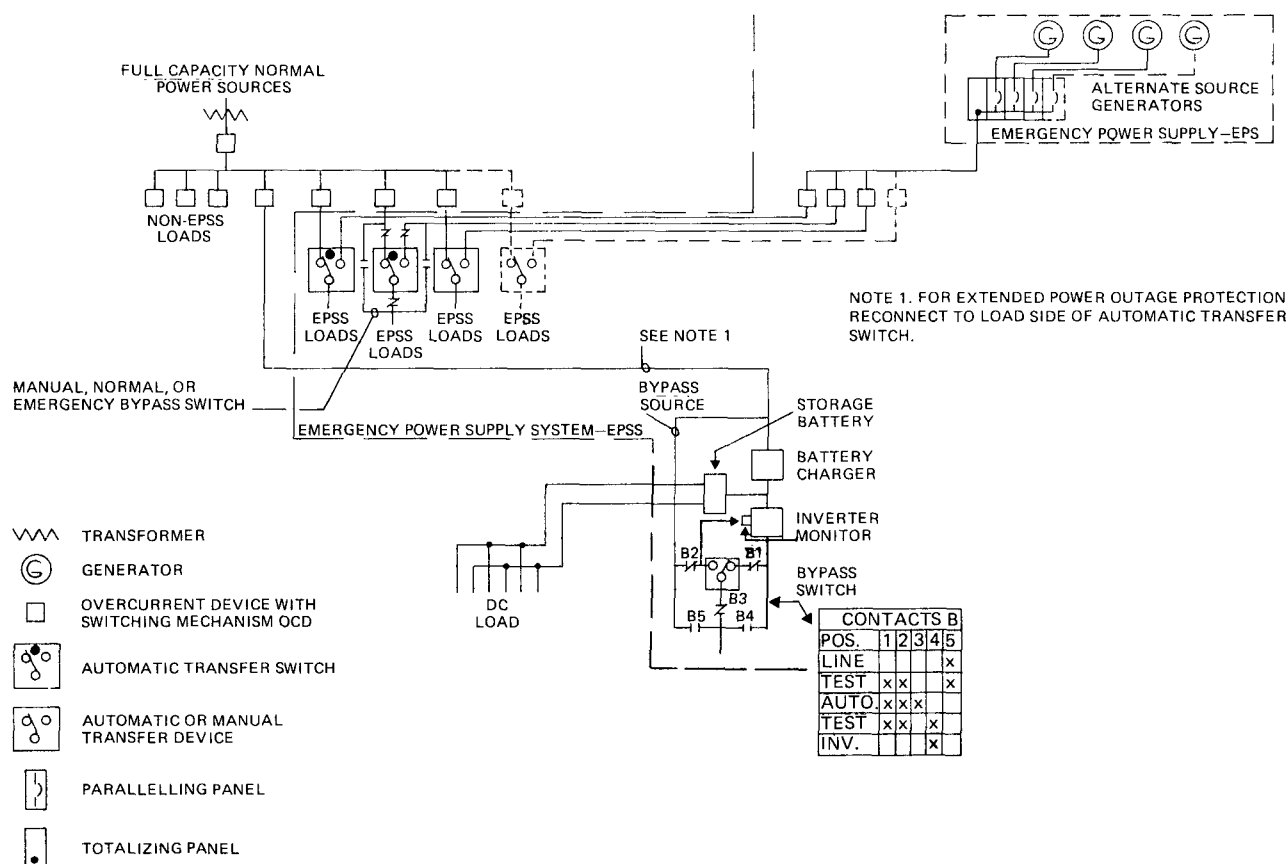 FULL CAPACITY NORMAL
POWER SOURCES
G G G G
ALTERNATE SOURCE
GENERATORS
EMERGENCY POWER SUPPLY—EPS
NON-EPSS
LOADS
EPSS
LOADS
EPSS
LOADS
EPSS
LOADS
EPSS
LOADS
NOTE 1. FOR EXTENDED POWER OUTAGE PROTECTION
RECONNECT TO LOAD SIDE OF AUTOMATIC TRANSFER
SWITCH.
SEE NOTE 1
MANUAL, NORMAL, OR
EMERGENCY BYPASS SWITCH
BYPASS
SOURCE
STORAGE
BATTERY
EMERGENCY POWER SUPPLY SYSTEM—EPSS
BATTERY
CHARGER
INVERTER
MONITOR
B2
B1
B3
B5
B4
BYPASS
SWITCH
DC
LOAD
CONTACTS B
POS. 1 2 3 4 5
LINE x
TEST x x x
AUTO. x x x
TEST x x x
INV. x
TRANSFORMER
G GENERATOR
OVERCURRENT DEVICE WITH
SWITCHING MECHANISM OCD
AUTOMATIC TRANSFER SWITCH
AUTOMATIC OR MANUAL
TRANSFER DEVICE
PARALLELLING PANEL
TOTALIZING PANEL